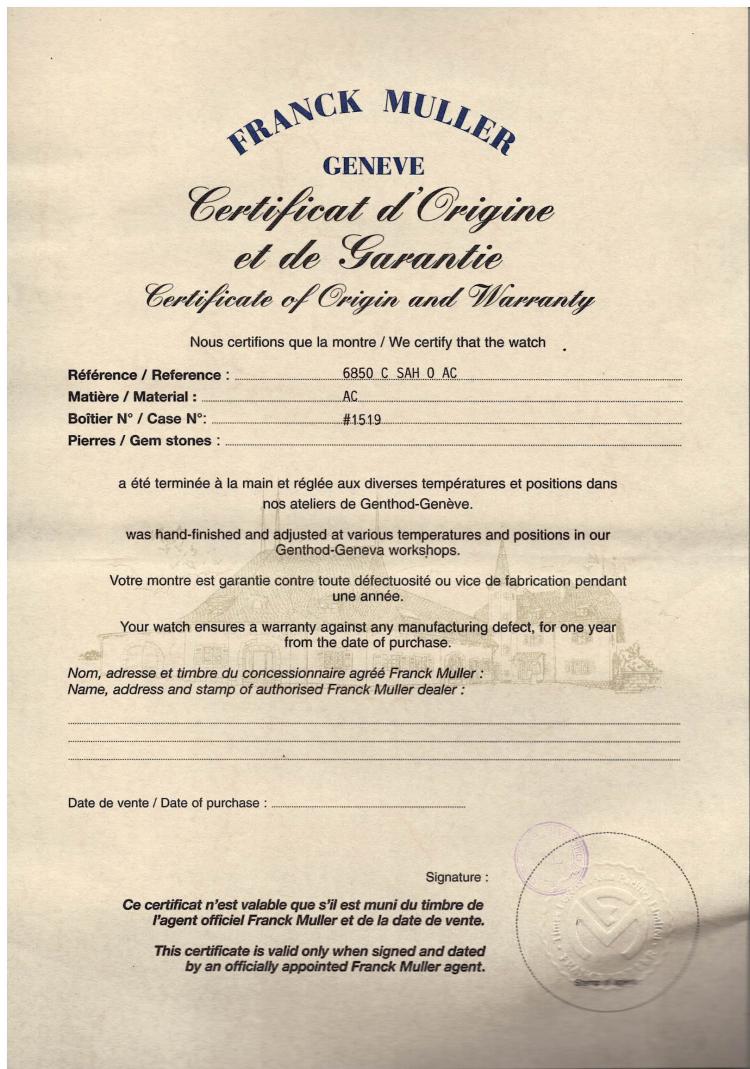 FRANCK MULLER
GENEVE
Certificat d'Origine
et de Garantie
Certificate of Origin and Warranty
Nous certifions que la montre / We certify that the watch
Référence / Reference : 6850 C SAH O AC
Matière / Material : AC
Boîtier N° / Case N°: #1519
Pierres / Gem stones :
a été terminée à la main et réglée aux diverses températures et positions dans
nos ateliers de Genthod-Genève.
was hand-finished and adjusted at various temperatures and positions in our
Genthod-Geneva workshops.
Votre montre est garantie contre toute défectuosité ou vice de fabrication pendant
une année.
Your watch ensures a warranty against any manufacturing defect, for one year
from the date of purchase.
Nom, adresse et timbre du concessionnaire agréé Franck Muller :
Name, address and stamp of authorised Franck Muller dealer :
Date de vente / Date of purchase :
Signature :
Ce certificat n'est valable que s'il est muni du timbre de
l'agent officiel Franck Muller et de la date de vente.
This certificate is valid only when signed and dated
by an officially appointed Franck Muller agent.